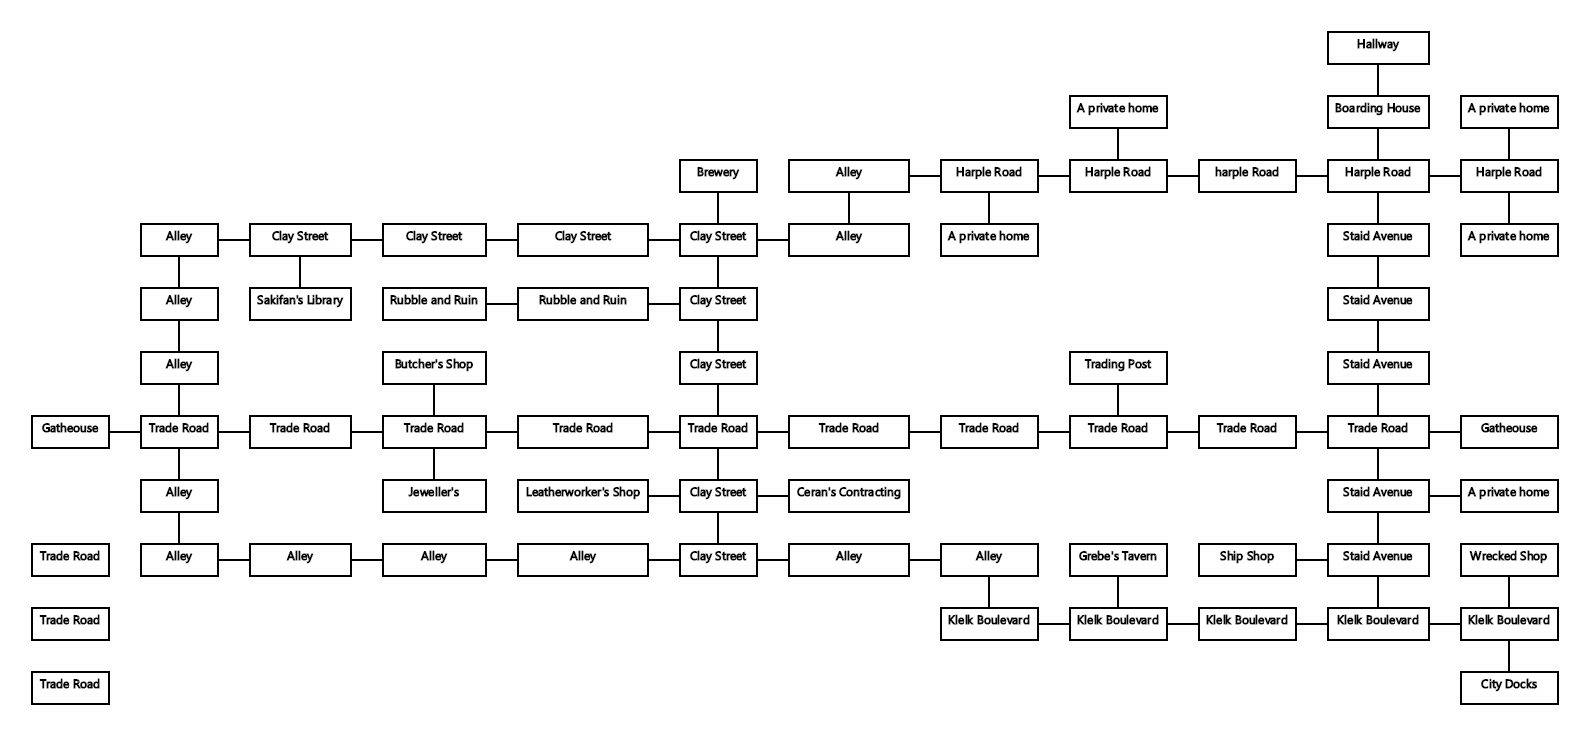 Hallway
A private home
Boarding House
A private home
Brewery
Alley
Harple Road
Harple Road
harple Road
Harple Road
Harple Road
Alley
Clay Street
Clay Street
Clay Street
Clay Street
Alley
A private home
Staid Avenue
A private home
Alley
Sakifan's Library
Rubble and Ruin
Rubble and Ruin
Clay Street
Staid Avenue
Alley
Butcher's Shop
Clay Street
Trading Post
Staid Avenue
Gatheouse
Trade Road
Trade Road
Trade Road
Trade Road
Trade Road
Trade Road
Trade Road
Trade Road
Trade Road
Trade Road
Gatheouse
Alley
Jeweller's
Leatherworker's Shop
Clay Street
Ceran's Contracting
Staid Avenue
A private home
Trade Road
Alley
Alley
Alley
Alley
Clay Street
Alley
Alley
Grebe's Tavern
Ship Shop
Staid Avenue
Wrecked Shop
Trade Road
Klelk Boulevard
Klelk Boulevard
Klelk Boulevard
Klelk Boulevard
Klelk Boulevard
Trade Road
City Docks